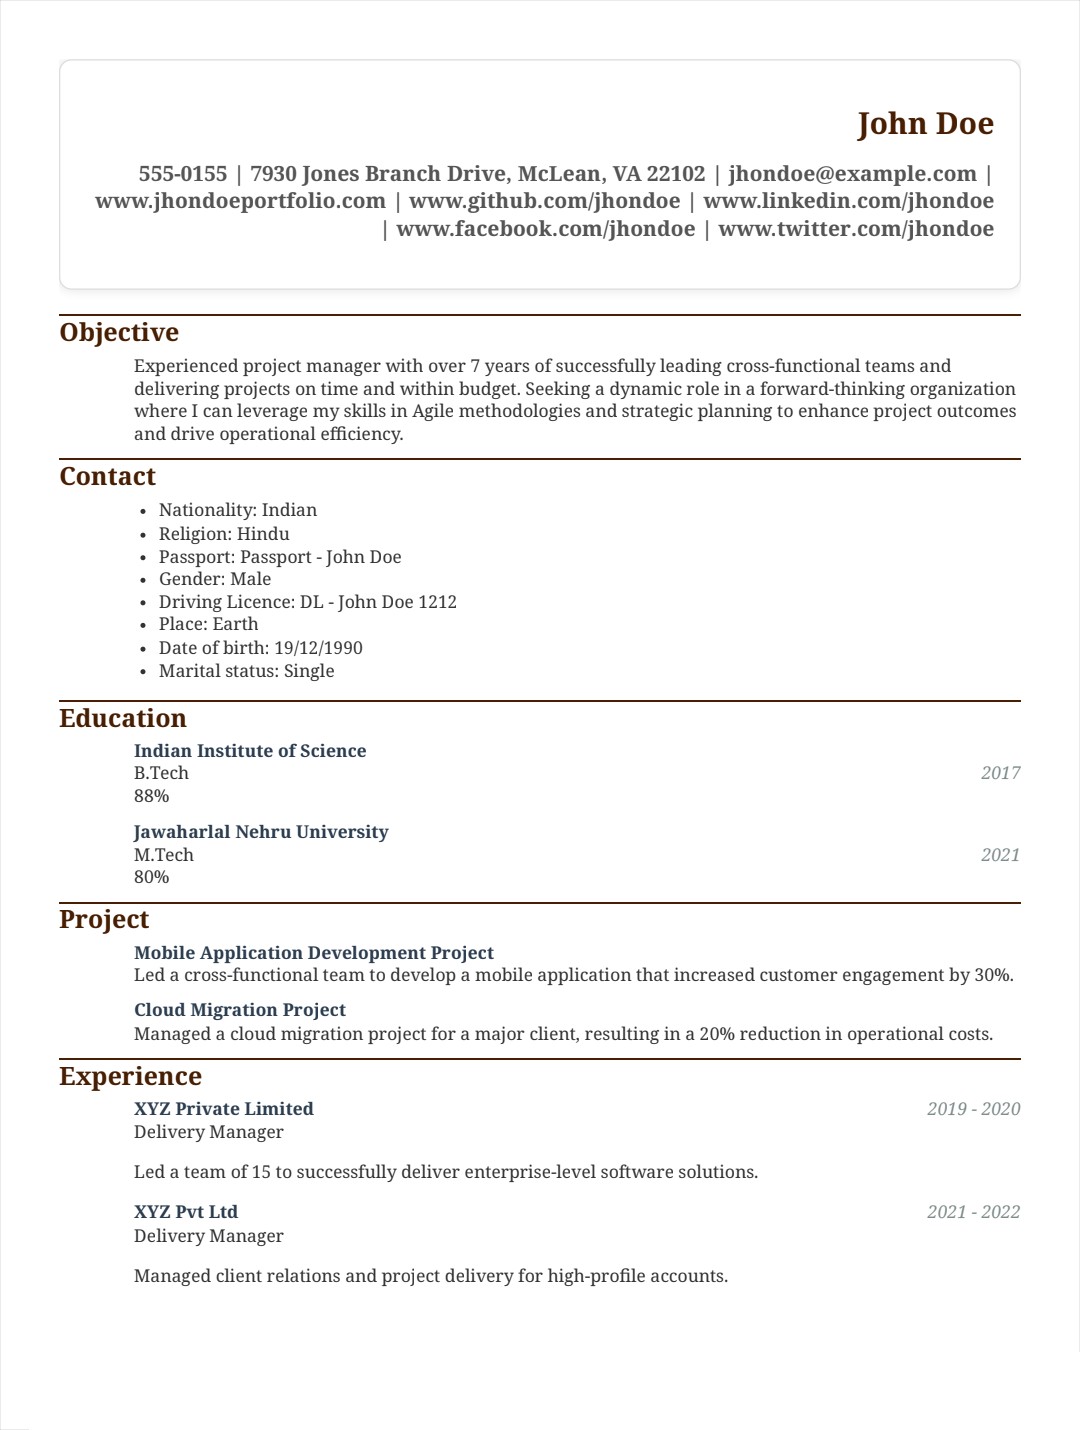 John Doe
555-0155 | 7930 Jones Branch Drive, McLean, VA 22102 | jhondoe@example.com |
www.jhondoeportfolio.com | www.github.com/jhondoe | www.linkedin.com/jhondoe
| www.facebook.com/jhondoe | www.twitter.com/jhondoe
Objective
Experienced project manager with over 7 years of successfully leading cross-functional teams and
delivering projects on time and within budget. Seeking a dynamic role in a forward-thinking organization
where I can leverage my skills in Agile methodologies and strategic planning to enhance project outcomes
and drive operational efficiency.
Contact
• Nationality: Indian
• Religion: Hindu
• Passport: Passport - John Doe
• Gender: Male
• Driving Licence: DL - John Doe 1212
• Place: Earth
• Date of birth: 19/12/1990
• Marital status: Single
Education
Indian Institute of Science
B.Tech 2017
88%
Jawaharlal Nehru University
M.Tech 2021
80%
Project
Mobile Application Development Project
Led a cross-functional team to develop a mobile application that increased customer engagement by 30%.
Cloud Migration Project
Managed a cloud migration project for a major client, resulting in a 20% reduction in operational costs.
Experience
XYZ Private Limited 2019 - 2020
Delivery Manager
Led a team of 15 to successfully deliver enterprise-level software solutions.
XYZ Pvt Ltd 2021 - 2022
Delivery Manager
Managed client relations and project delivery for high-profile accounts.